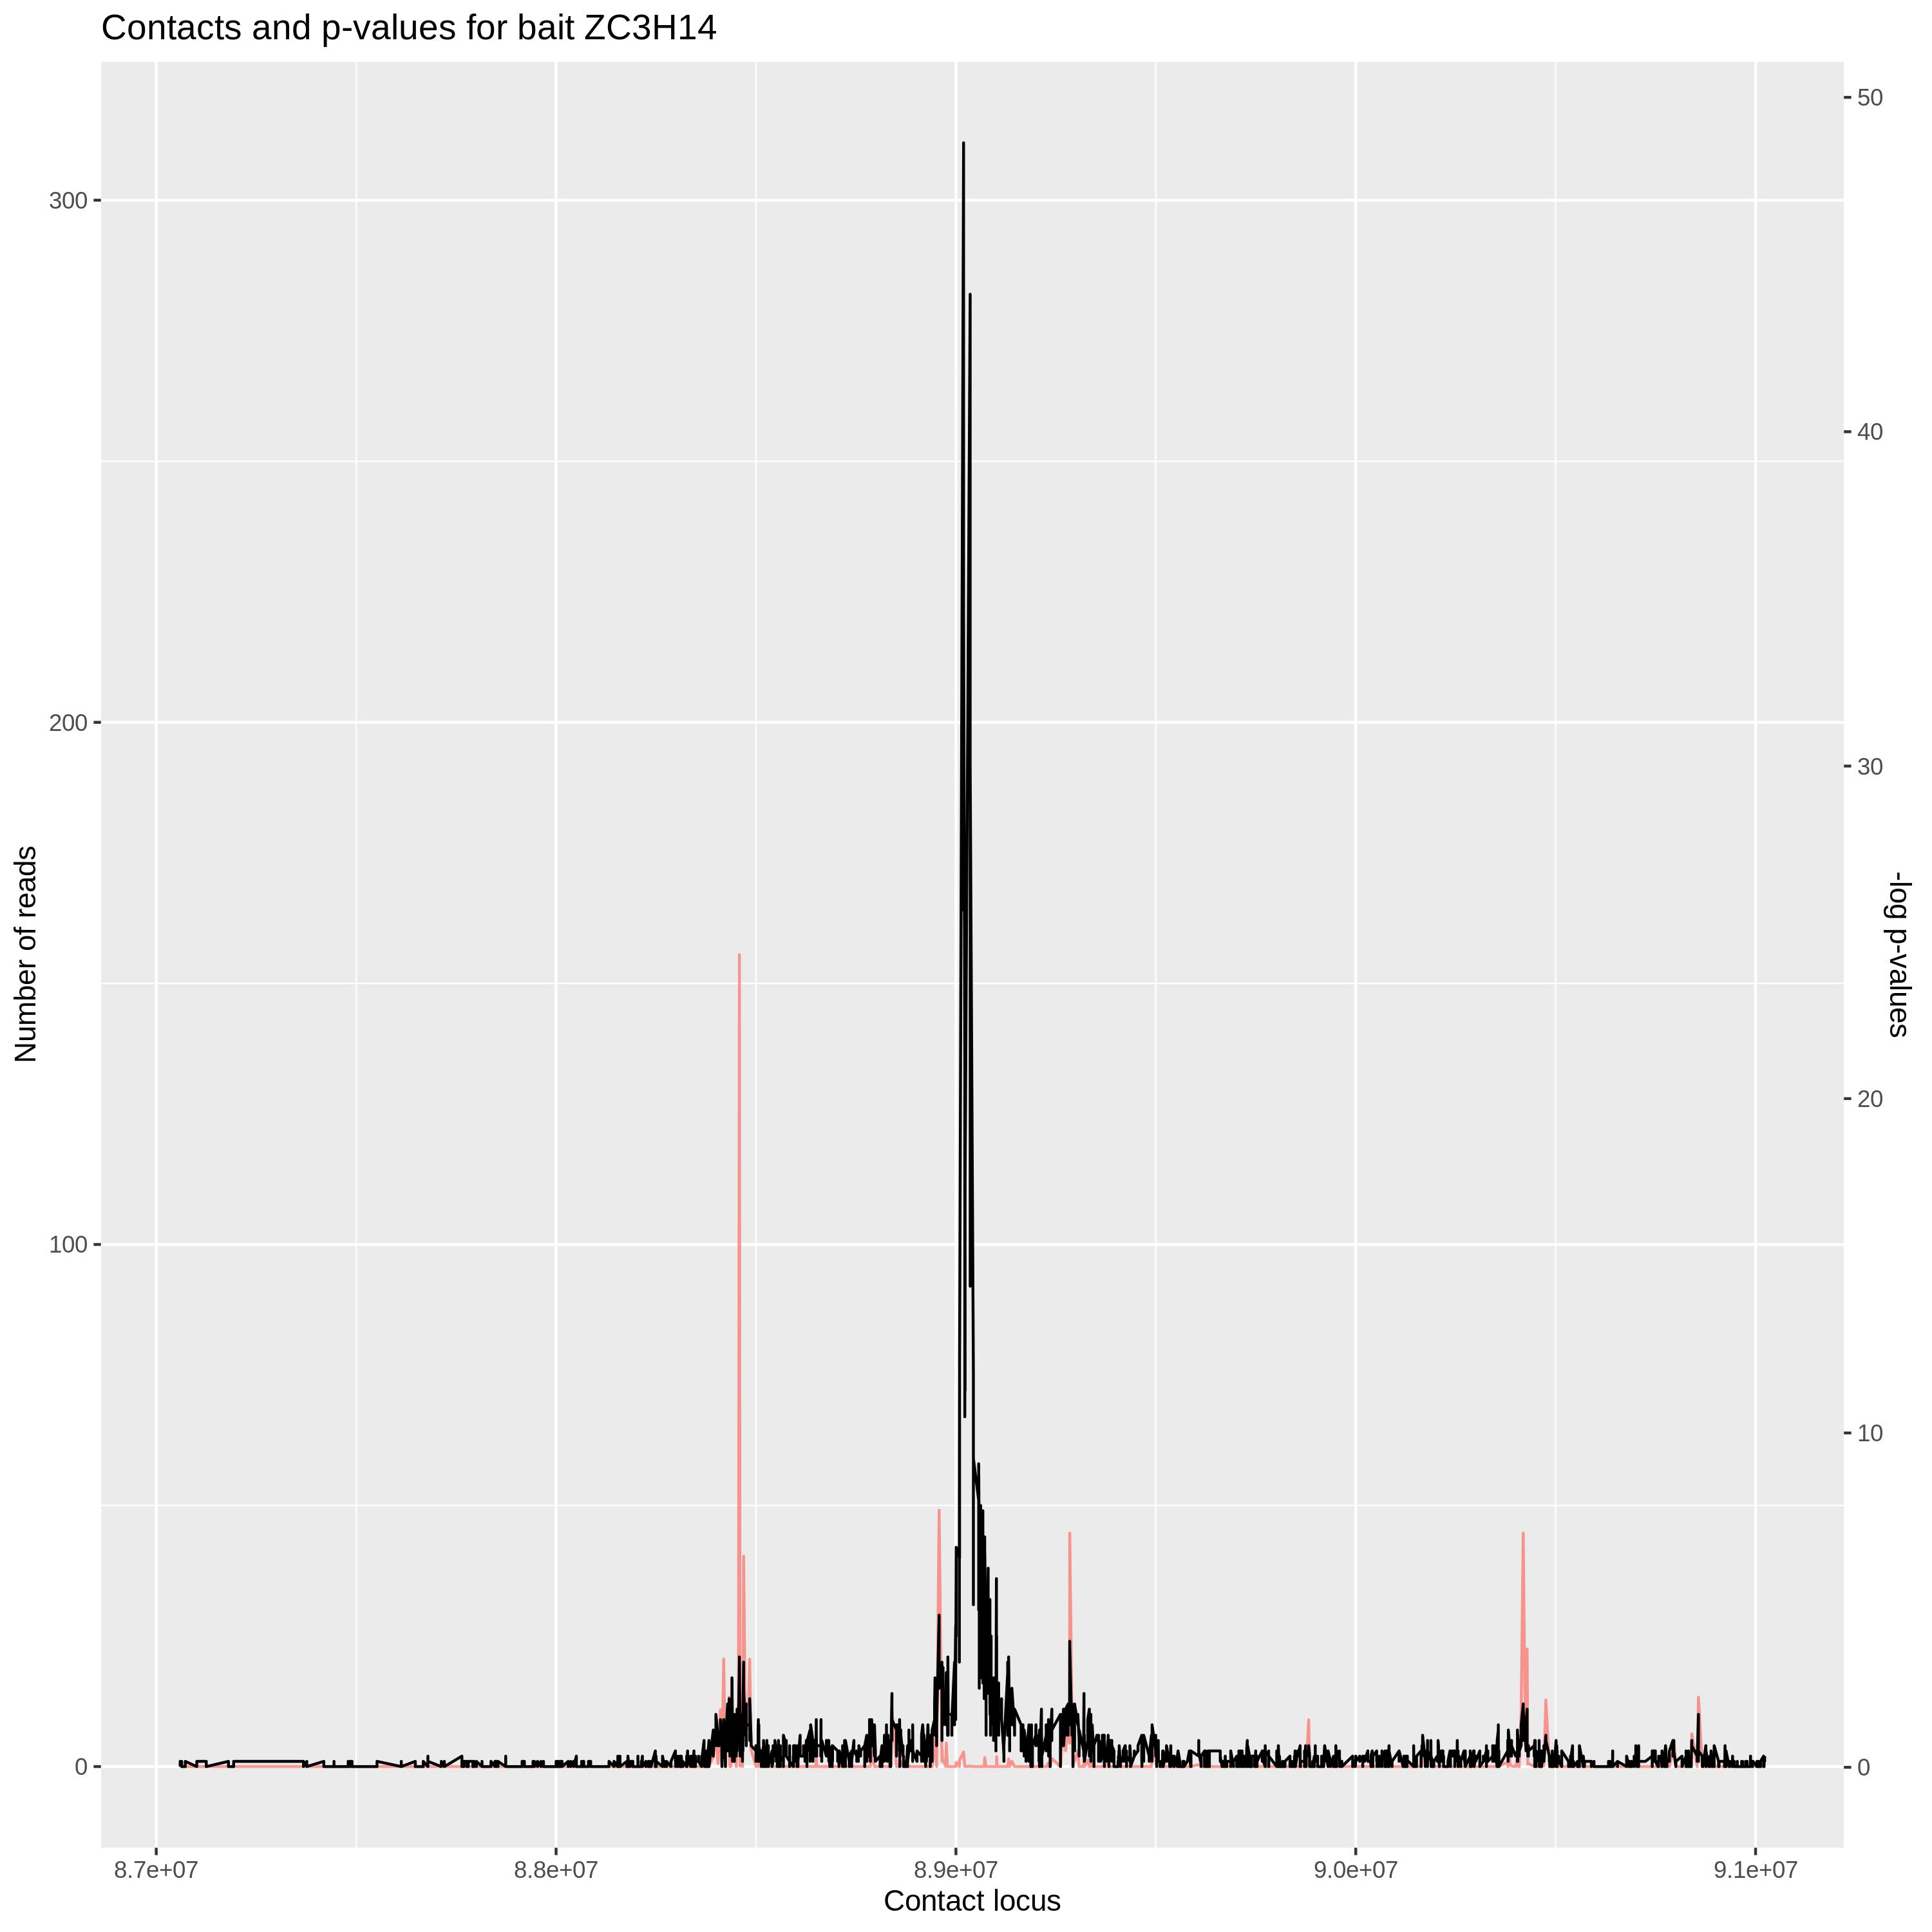 Contacts and p-values for bait ZC3H14
50
300
40
200
30
Number of reads
-log p-values
20
100
10
0
0
8.7e+07 8.8e+07 8.9e+07 9.0e+07 9.1e+07
Contact locus